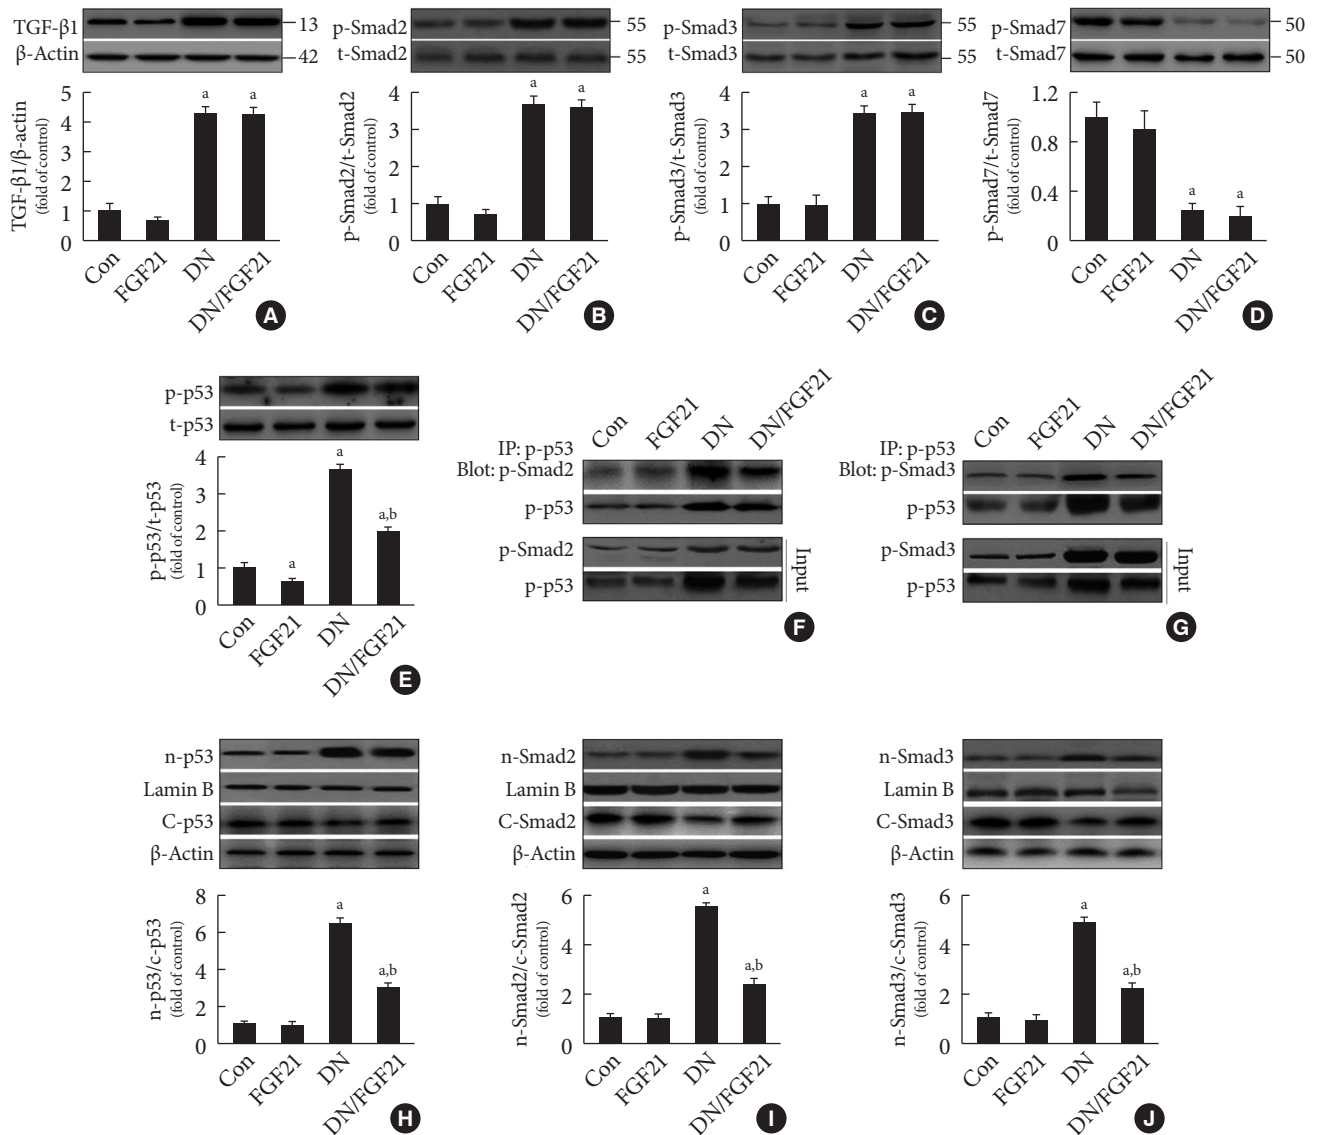 TGF-β1
13
β-Actin
42
TGF-β1/β-actin
(fold of control)
5
4
3
2
1
0
a
a
Con
FGF21
DN
DN/FGF21
A
p-Smad2
55
t-Smad2
55
p-Smad2/t-Smad2
(fold of control)
4
3
2
1
0
a
a
Con
FGF21
DN
DN/FGF21
B
p-Smad3
55
t-Smad3
55
p-Smad3/t-Smad3
(fold of control)
4
3
2
1
0
a
a
Con
FGF21
DN
DN/FGF21
C
p-Smad7
50
t-Smad7
50
p-Smad7/t-Smad7
(fold of control)
1.2
0.8
0.4
0
a
a
Con
FGF21
DN
DN/FGF21
D
p-p53
t-p53
p-p53/t-p53
(fold of control)
4
3
2
1
0
a
a
a,b
Con
FGF21
DN
DN/FGF21
E
Con
FGF21
DN
DN/FGF21
IP: p-p53
Blot: p-Smad2
p-p53
p-Smad2
p-p53
Input
F
Con
FGF21
DN
DN/FGF21
IP: p-p53
Blot: p-Smad3
p-p53
p-Smad3
p-p53
Input
G
n-p53
Lamin B
C-p53
β-Actin
n-p53/c-p53
(fold of control)
8
6
4
2
0
a
a,b
Con
FGF21
DN
DN/FGF21
H
n-Smad2
Lamin B
C-Smad2
β-Actin
n-Smad2/c-Smad2
(fold of control)
6
4
2
0
a
a,b
Con
FGF21
DN
DN/FGF21
I
n-Smad3
Lamin B
C-Smad3
β-Actin
n-Smad3/c-Smad3
(fold of control)
6
4
2
0
a
a,b
Con
FGF21
DN
DN/FGF21
J